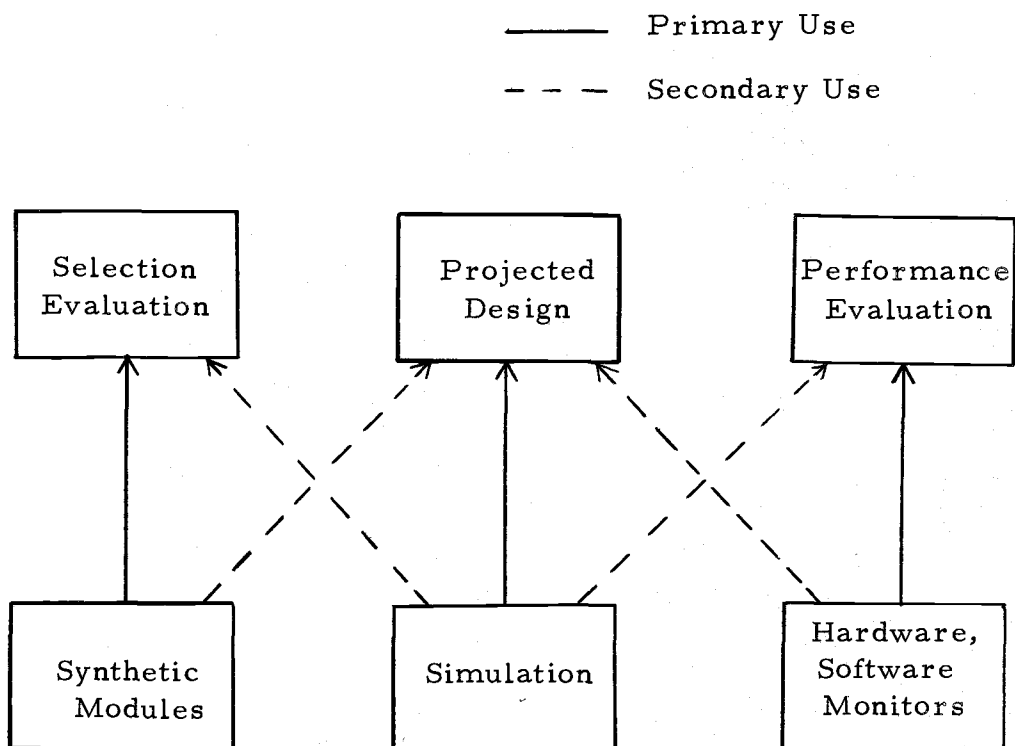 Primary Use
Secondary Use
Selection
Evaluation
Projected
Design
Performance
Evaluation
Synthetic
Modules
Simulation
Hardware,
Software
Monitors